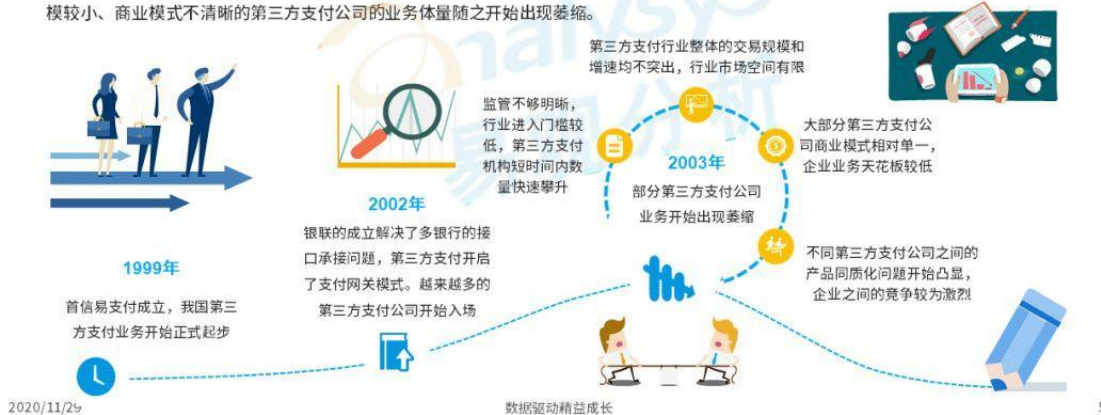 模较小、商业模式不清晰的第三方支付公司的业务体量随之开始出现萎缩。
第三方支付行业整体的交易规模和
增速均不突出，行业市场空间有限
监管不够明晰，
行业进入门槛较
低，第三方支付
机构短时间内数
量快速攀升
大部分第三方支付公
司商业模式相对单一，
企业业务天花板较低
2003年
部分第三方支付公司
业务开始出现萎缩
2002年
银联的成立解决了多银行的接
口承接问题，第三方支付开启
了支付网关模式。越来越多的
第三方支付公司开始入场
不同第三方支付公司之间的
产品同质化问题开始凸显，
企业之间的竞争较为激烈
1999年
首信易支付成立，我国第三
方支付业务开始正式起步
2020/11/29
数据驱动精益成长